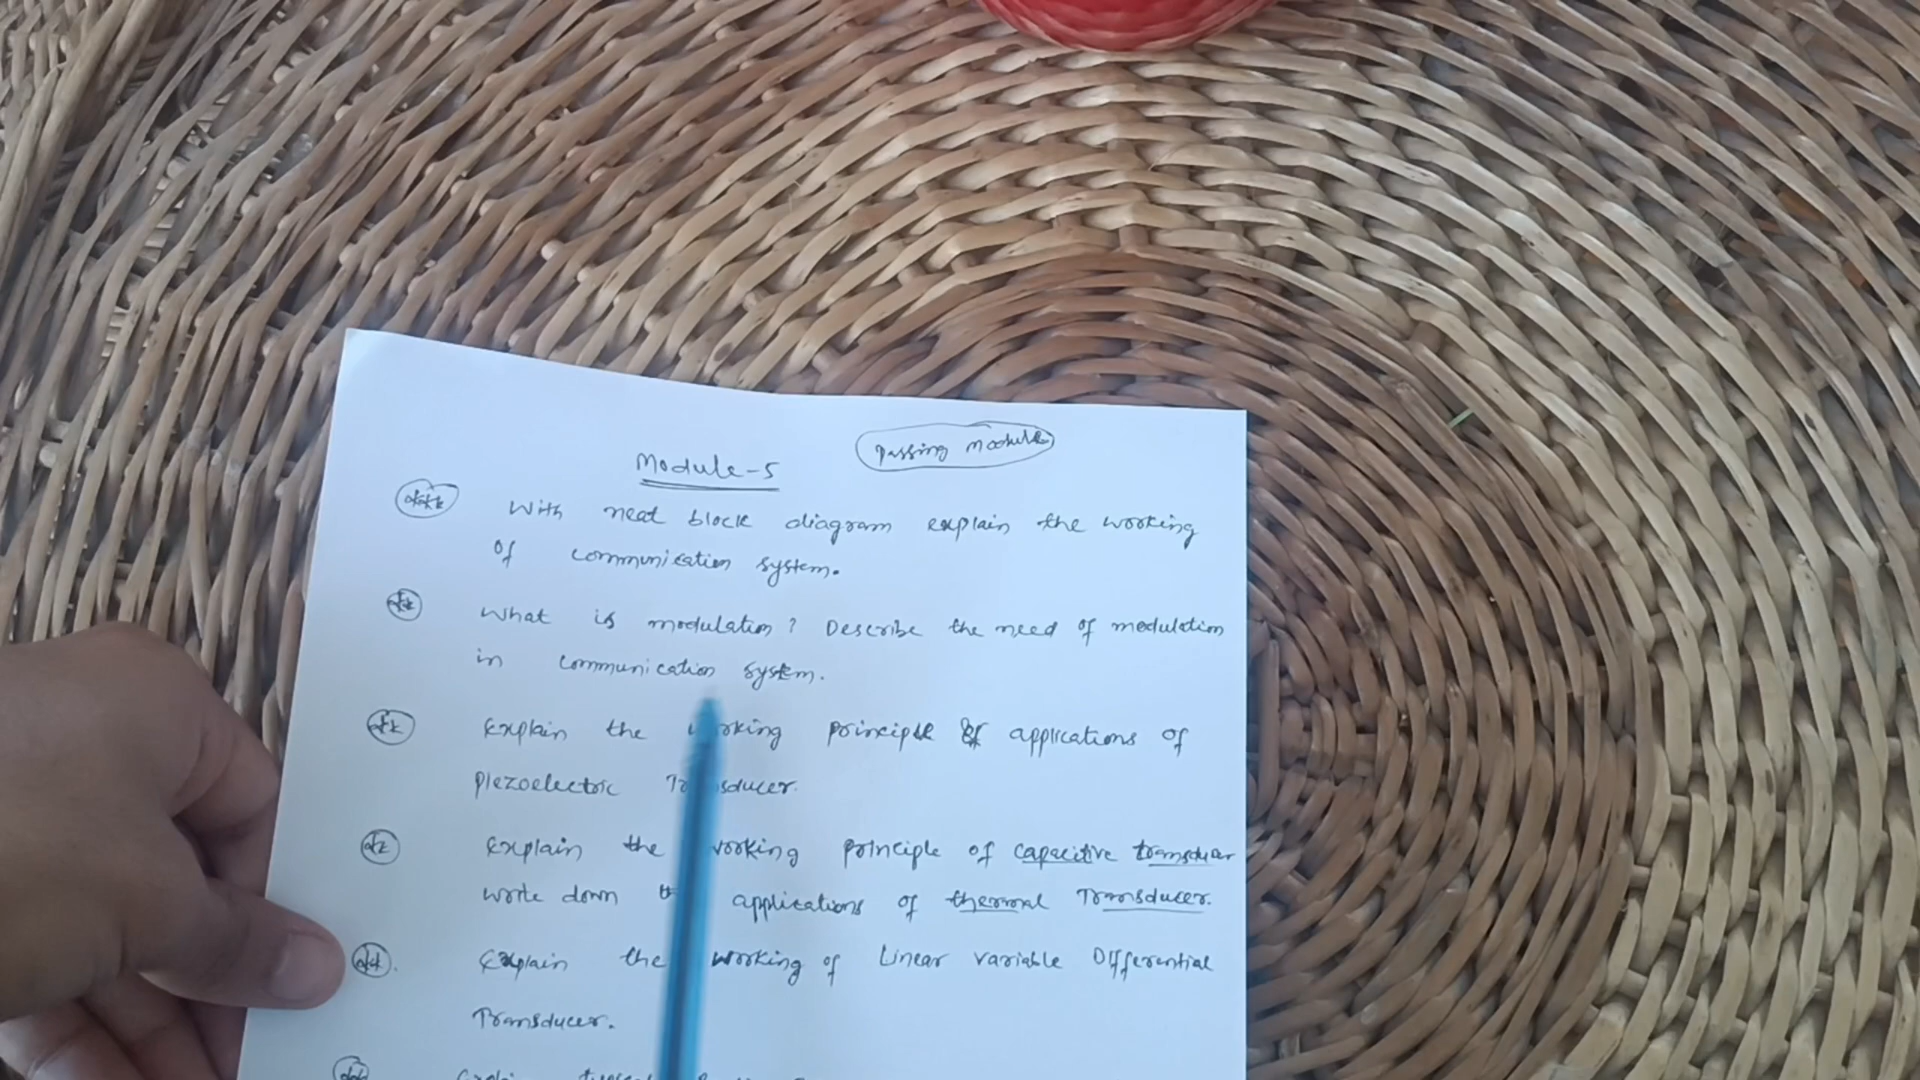 Passing module
Module-5
*** With neat block diagram explain the working
of communication system.
** What is modulation? Describe the need of modulation
in communication system.
** Explain the working principle & applications of
piezoelectric Transducer.
** Explain the working principle of capacitive transducer
write down applications of thermal Transducer.
** Explain the working of Linear variable Differential
Transducer.